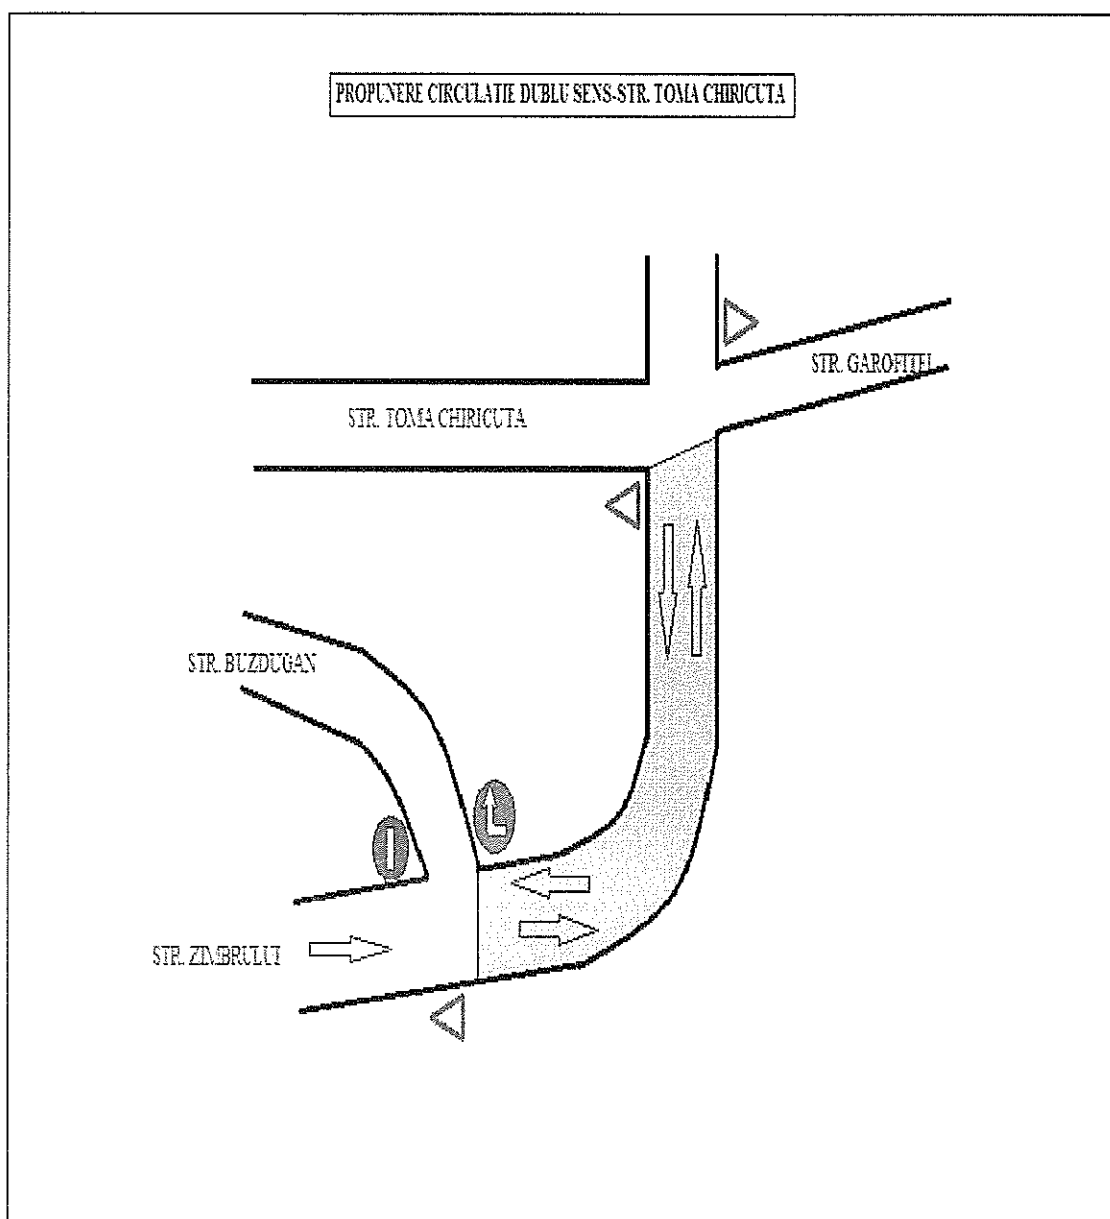 PROPUNERE CIRCULATIE DUBLU SENS-STR. TOMA CHIRICUTA
STR. GAROFITEI
STR. TOMA CHIRICUTA
STR. BUZDUGAN
STR. ZIMBRULUI